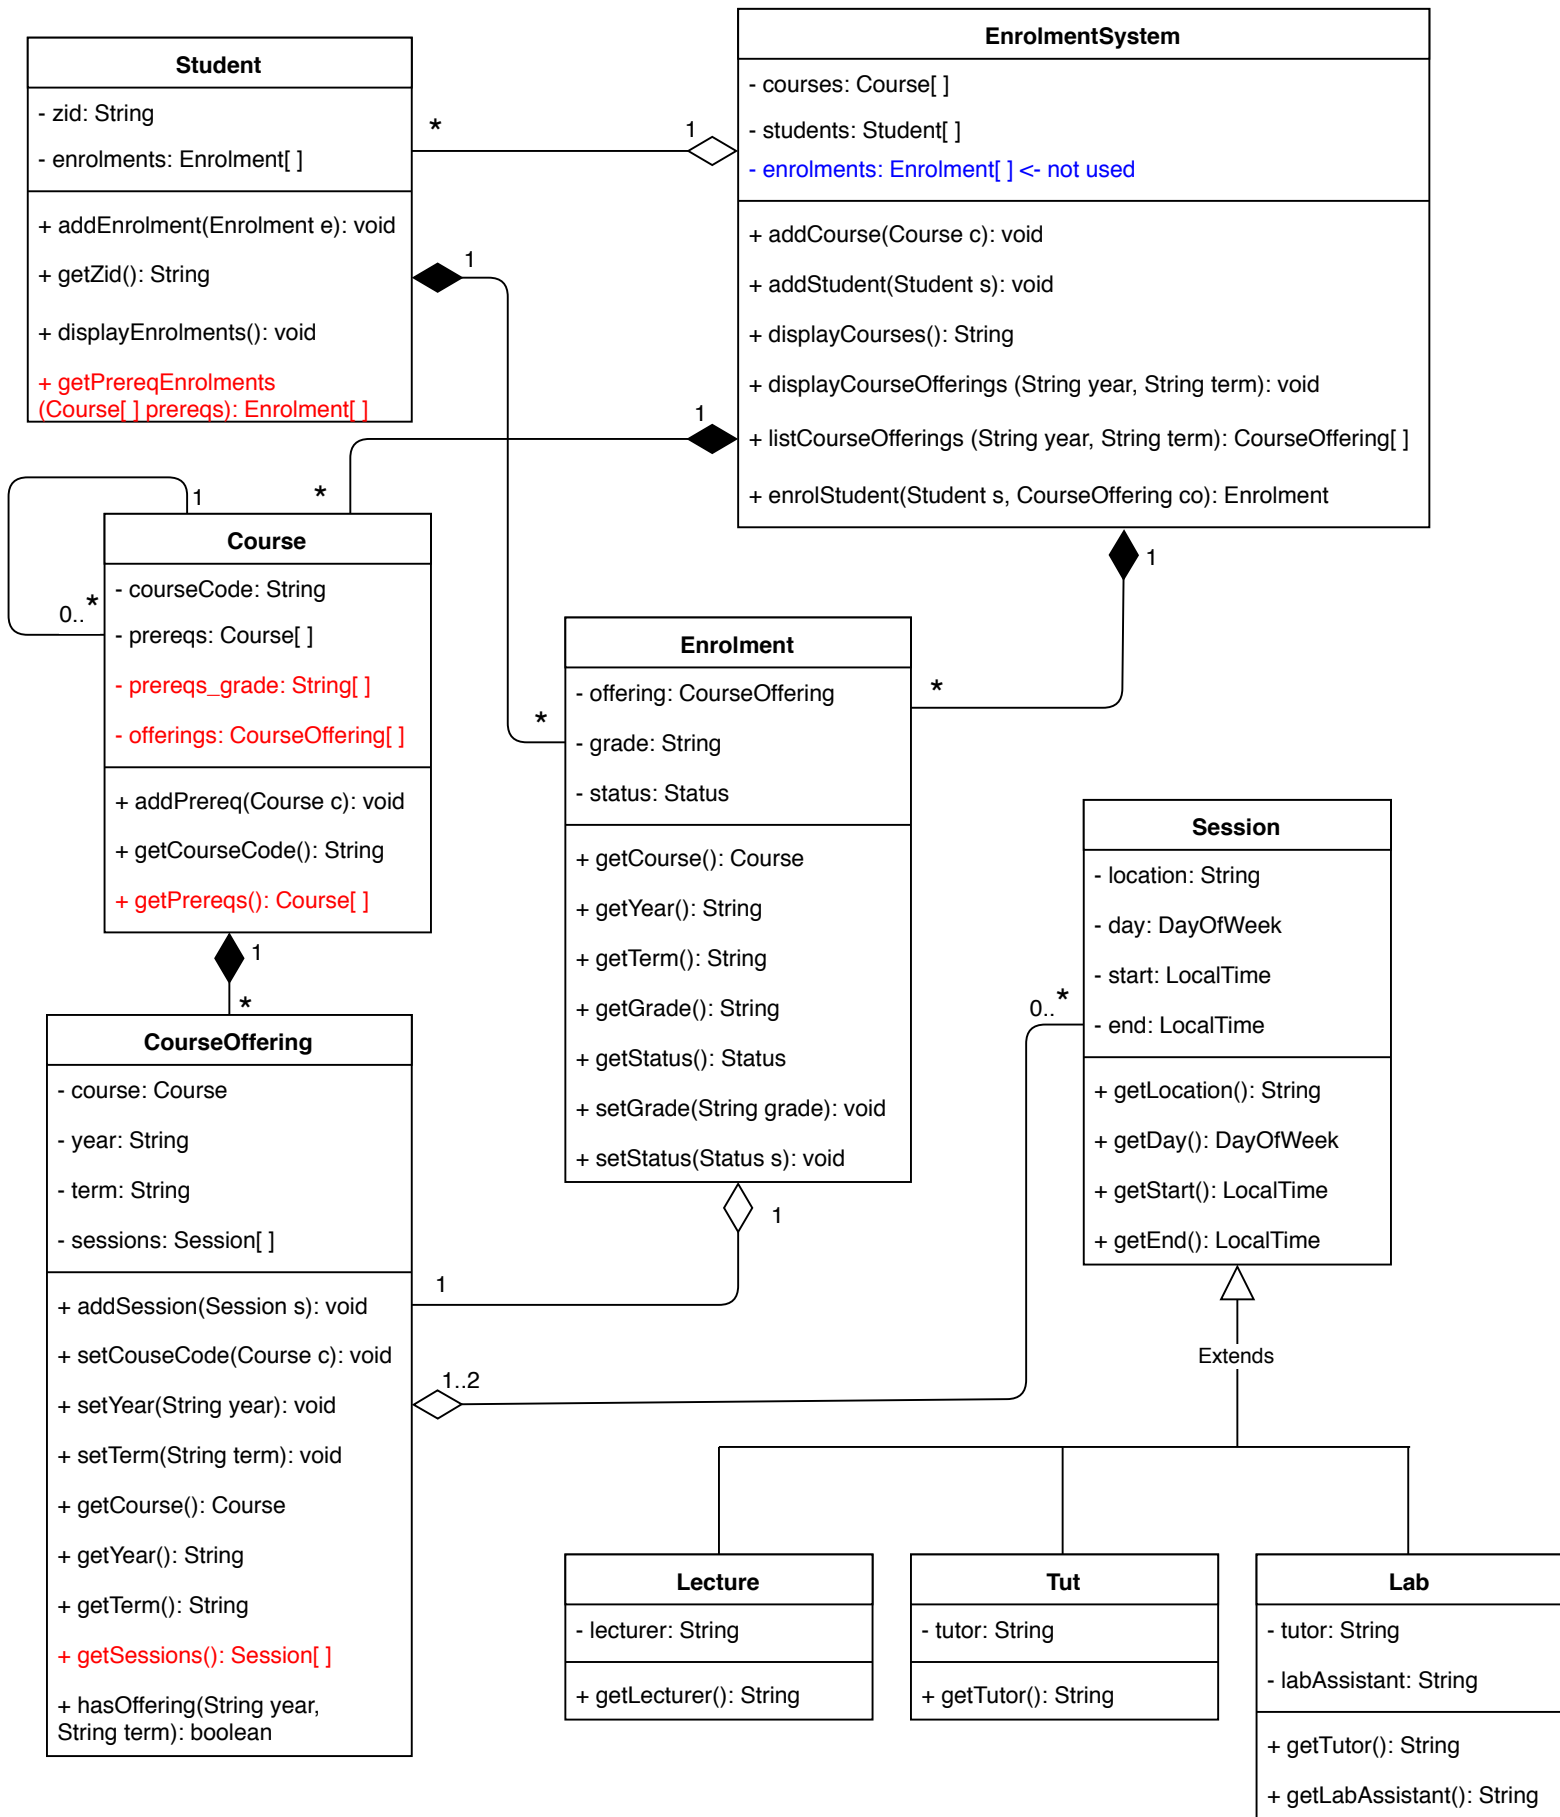 Student
- zid: String
- enrolments: Enrolment[ ]
+ addEnrolment(Enrolment e): void
+ getZid(): String
+ displayEnrolments(): void
+ getPrereqEnrolments
(Course[ ] prereqs): Enrolment[ ]
*
1
EnrolmentSystem
- courses: Course[ ]
- students: Student[ ]
- enrolments: Enrolment[ ] <- not used
+ addCourse(Course c): void
+ addStudent(Student s): void
+ displayCourses(): String
+ displayCourseOfferings (String year, String term): void
+ listCourseOfferings (String year, String term): CourseOffering[ ]
+ enrolStudent(Student s, CourseOffering co): Enrolment
1
1
*
1
0..*
Course
- courseCode: String
- prereqs: Course[ ]
- prereqs_grade: String[ ]
- offerings: CourseOffering[ ]
+ addPrereq(Course c): void
+ getCourseCode(): String
+ getPrereqs(): Course[ ]
1
*
*
1
*
Enrolment
- offering: CourseOffering
- grade: String
- status: Status
+ getCourse(): Course
+ getYear(): String
+ getTerm(): String
+ getGrade(): String
+ getStatus(): Status
+ setGrade(String grade): void
+ setStatus(Status s): void
1
1
Session
- location: String
- day: DayOfWeek
- start: LocalTime
- end: LocalTime
+ getLocation(): String
+ getDay(): DayOfWeek
+ getStart(): LocalTime
+ getEnd(): LocalTime
0..*
1..2
Extends
CourseOffering
- course: Course
- year: String
- term: String
- sessions: Session[ ]
+ addSession(Session s): void
+ setCouseCode(Course c): void
+ setYear(String year): void
+ setTerm(String term): void
+ getCourse(): Course
+ getYear(): String
+ getTerm(): String
+ getSessions(): Session[ ]
+ hasOffering(String year,
String term): boolean
Lecture
- lecturer: String
+ getLecturer(): String
Tut
- tutor: String
+ getTutor(): String
Lab
- tutor: String
- labAssistant: String
+ getTutor(): String
+ getLabAssistant(): String